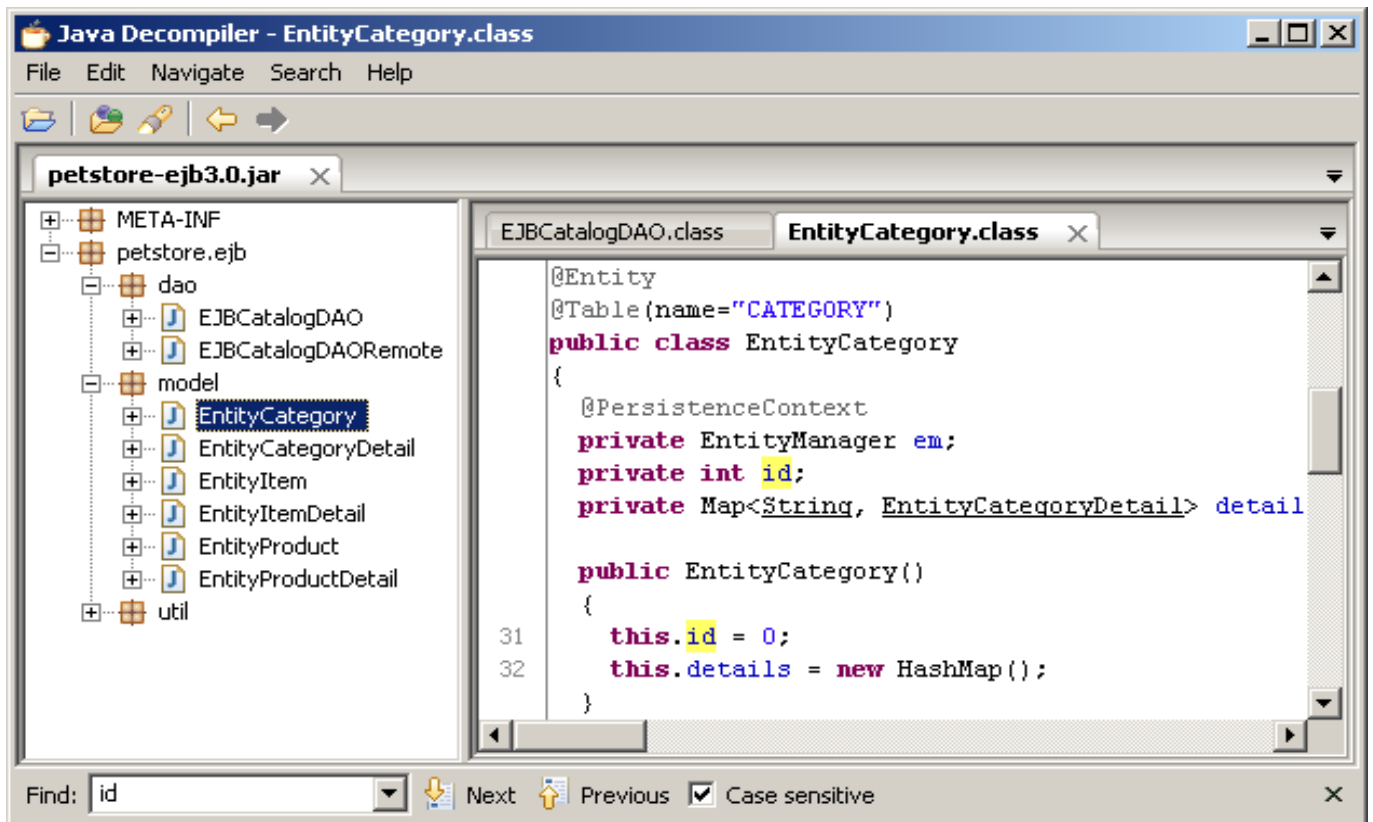 Java Decompiler - EntityCategory.class
File Edit Navigate Search Help
petstore-ejb3.0.jar
META-INF
petstore.ejb
dao
EJBCatalogDAO
EJBCatalogDAORemote
model
EntityCategory
EntityCategoryDetail
EntityItem
EntityItemDetail
EntityProduct
EntityProductDetail
util
EJBCatalogDAO.class EntityCategory.class
@Entity
@Table(name="CATEGORY")
public class EntityCategory
{
@PersistenceContext
private EntityManager em;
private int id;
private Map<String, EntityCategoryDetail> detail
public EntityCategory()
{
31 this.id = 0;
32 this.details = new HashMap();
}
Find: id Next Previous Case sensitive